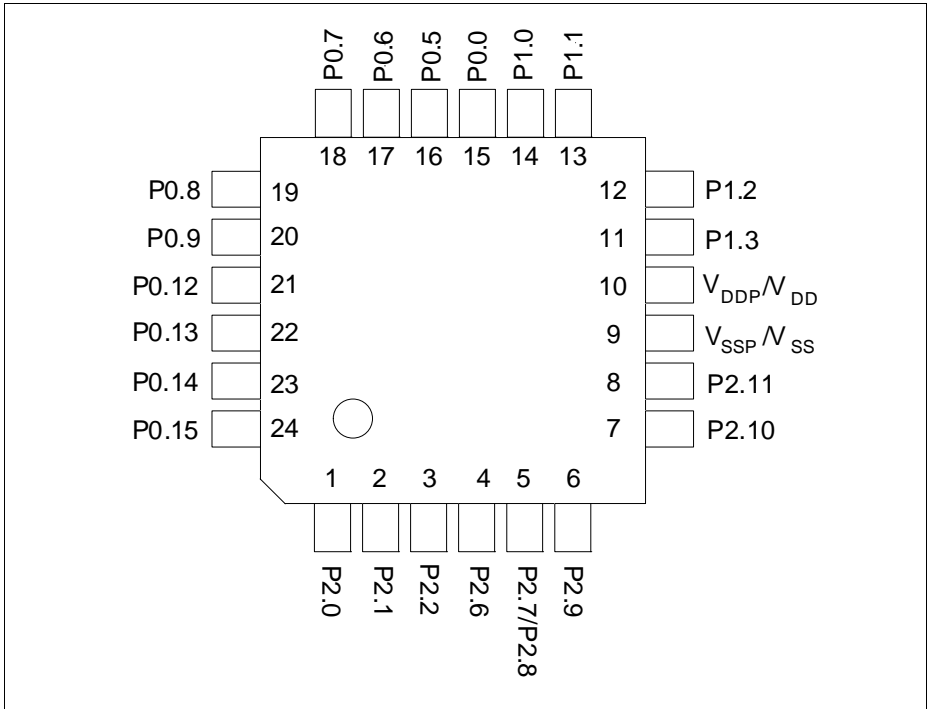 P0.7 P0.6 P0.5 P0.0 P1.0 P1.1
18 17 16 15 14 13
P0.8 19 12 P1.2
P0.9 20 11 P1.3
P0.12 21 10 VDDP/VDD
P0.13 22 9 VSSP/VSS
P0.14 23 8 P2.11
P0.15 24 7 P2.10
1 2 3 4 5 6
P2.0 P2.1 P2.2 P2.6 P2.7/P2.8 P2.9